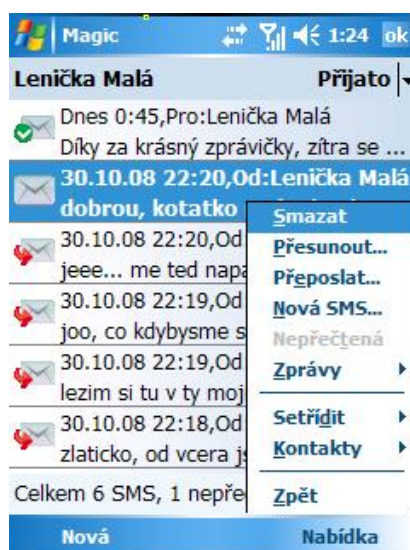 Magic 1:24 ok
Lenička Malá Přijato
Dnes 0:45,Pro:Lenička Malá
Díky za krásný zprávičky, zítra se ...
30.10.08 22:20,Od:Lenička Malá
dobrou, kotatko
30.10.08 22:20,Od
jeee... me ted napa
30.10.08 22:19,Od
joo, co kdybysme s
30.10.08 22:19,Od
lezim si tu v ty moj
30.10.08 22:18,Od
zlaticko, od vcera js
Celkem 6 SMS, 1 nepře
Smazat
Přesunout...
Přeposlat...
Nová SMS...
Nepřečtená
Zprávy
Setřídit
Kontakty
Zpět
Nová Nabídka